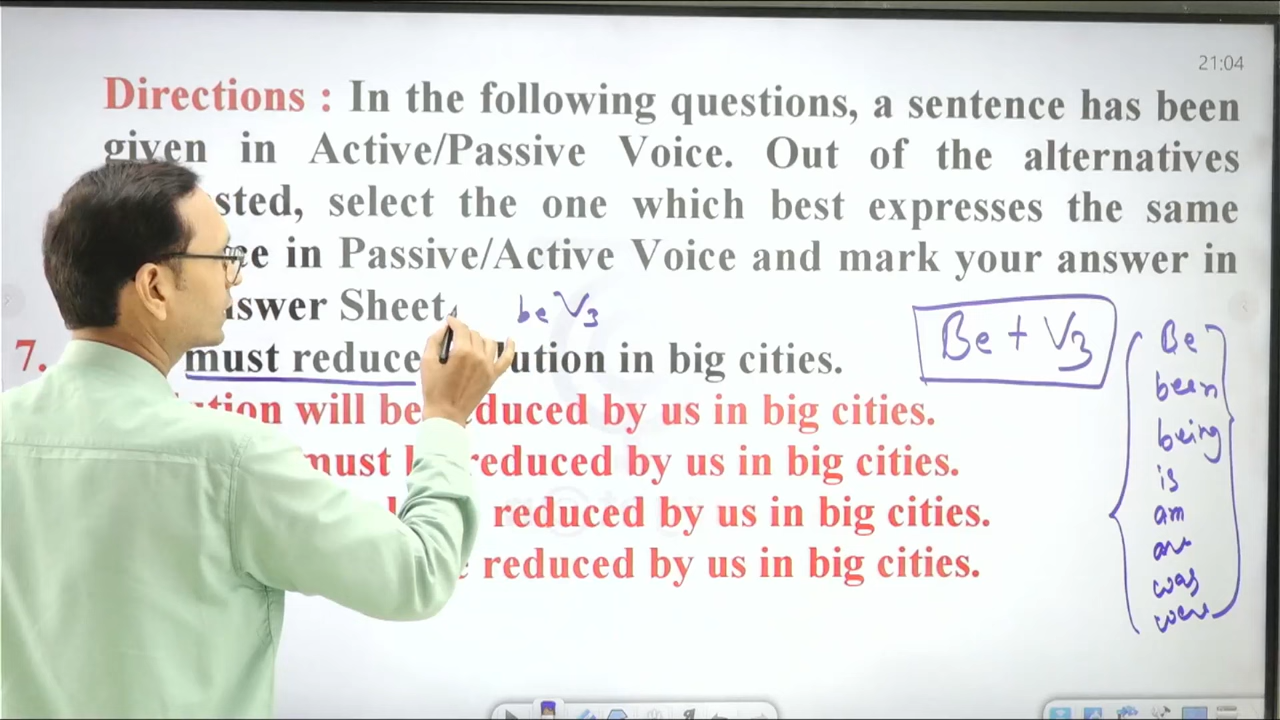 21:04
Directions : In the following questions, a sentence has been
given in Active/Passive Voice. Out of the alternatives
sted, select the one which best expresses the same
ce in Passive/Active Voice and mark your answer in
swer Sheet.
be V3
7. must reduce ution in big cities.
ution will be educed by us in big cities.
must b reduced by us in big cities.
reduced by us in big cities.
e reduced by us in big cities.
Be + V3
Be
been
being
is
am
are
was
were